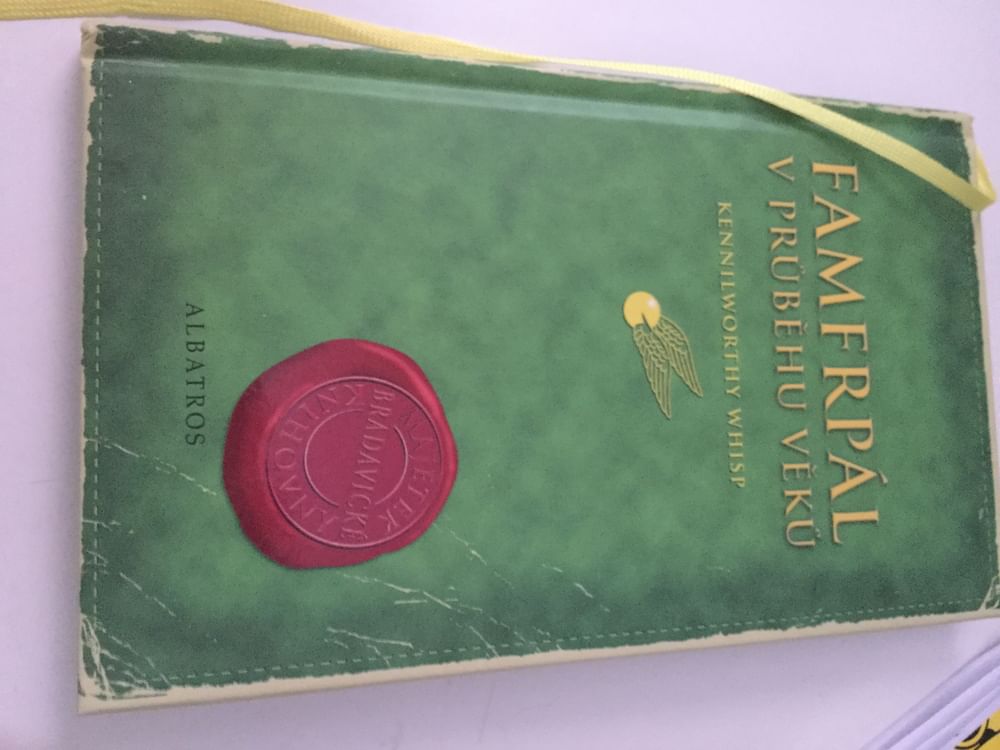 FAMFRPÁL
V PRŮBĚHU VĚKŮ
KENNILWORTHY WHISP
MAJETEK
BRADAVICKÉ
KNIHOVNY
ALBATROS